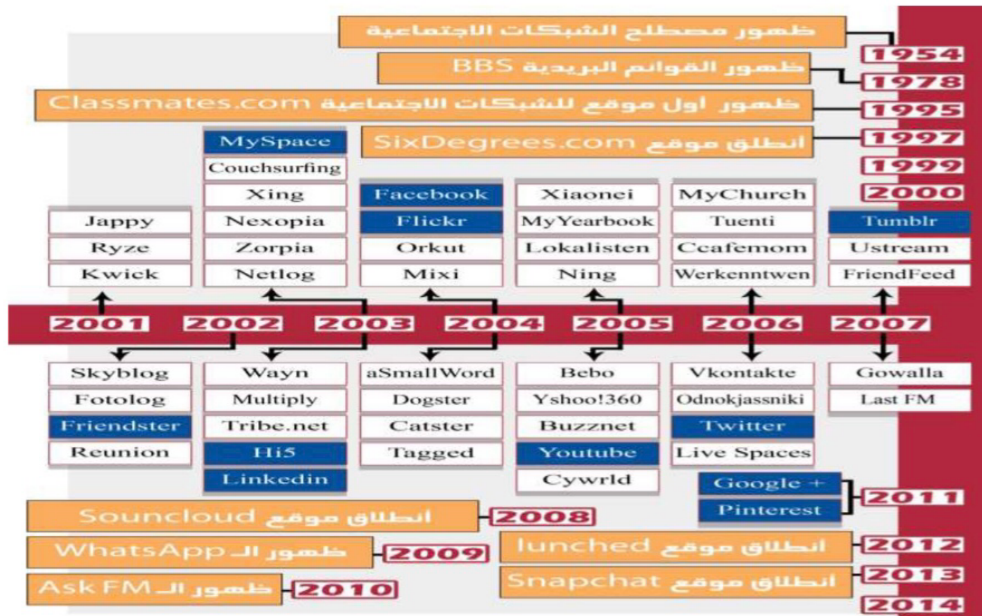 ظهور مصطلح الشبكات الاجتماعية
1954
ظهور القوائم البريدية BBS
1978
ظهور أول موقع للشبكات الاجتماعية Classmates.com
1995
أنطلق موقع SixDegrees.com
1997
1999
2000
MySpace
Couchsurfing
Xing
Nexopia
Zorpia
Netlog
Jappy
Ryze
Kwick
Facebook
Flickr
Orkut
Mixi
Xiaonei
MyYearbook
Lokalisten
Ning
MyChurch
Tuenti
Ccafemom
Werkenntwen
Tumblr
Ustream
FriendFeed
2001
2002
2003
2004
2005
2006
2007
Skyblog
Fotolog
Friendster
Reunion
Wayn
Multiply
Tribe.net
Hi5
Linkedin
aSmallWord
Dogster
Catster
Tagged
Bebo
Yshoo!360
Buzznet
Youtube
Cywrld
Vkontakte
Odnokjassniki
Twitter
Live Spaces
Gowalla
Last FM
Google +
Pinterest
2011
أنطلاق موقع Souncloud
2008
ظهور الـ WhatsApp
2009
ظهور الـ Ask FM
2010
أنطلاق موقع lunched
2012
أنطلاق موقع Snapchat
2013
2014